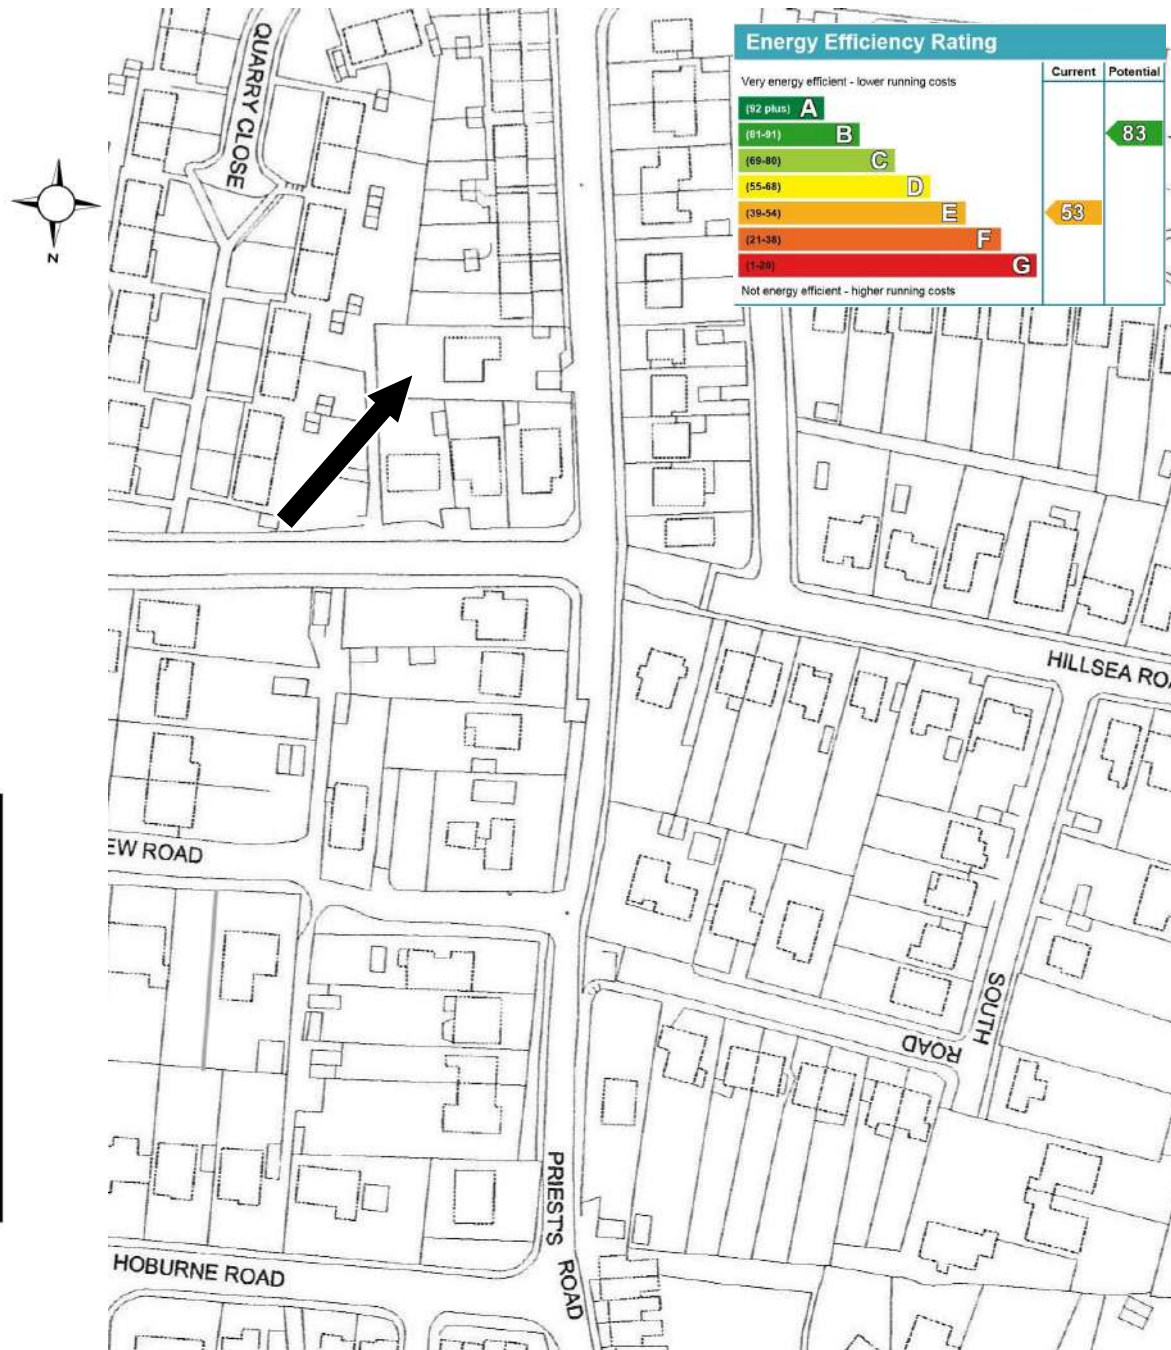 QUARRY CLOSE
N
Energy Efficiency Rating
Current Potential
Very energy efficient - lower running costs
(92 plus) A
(81-91) B
83
(69-80) C
(55-68) D
(39-54) E
53
(21-38) F
(1-20) G
Not energy efficient - higher running costs
HILLSEA ROA
EW ROAD
SOUTH
ROAD
PRIEST'S
ROAD
HOBURNE ROAD